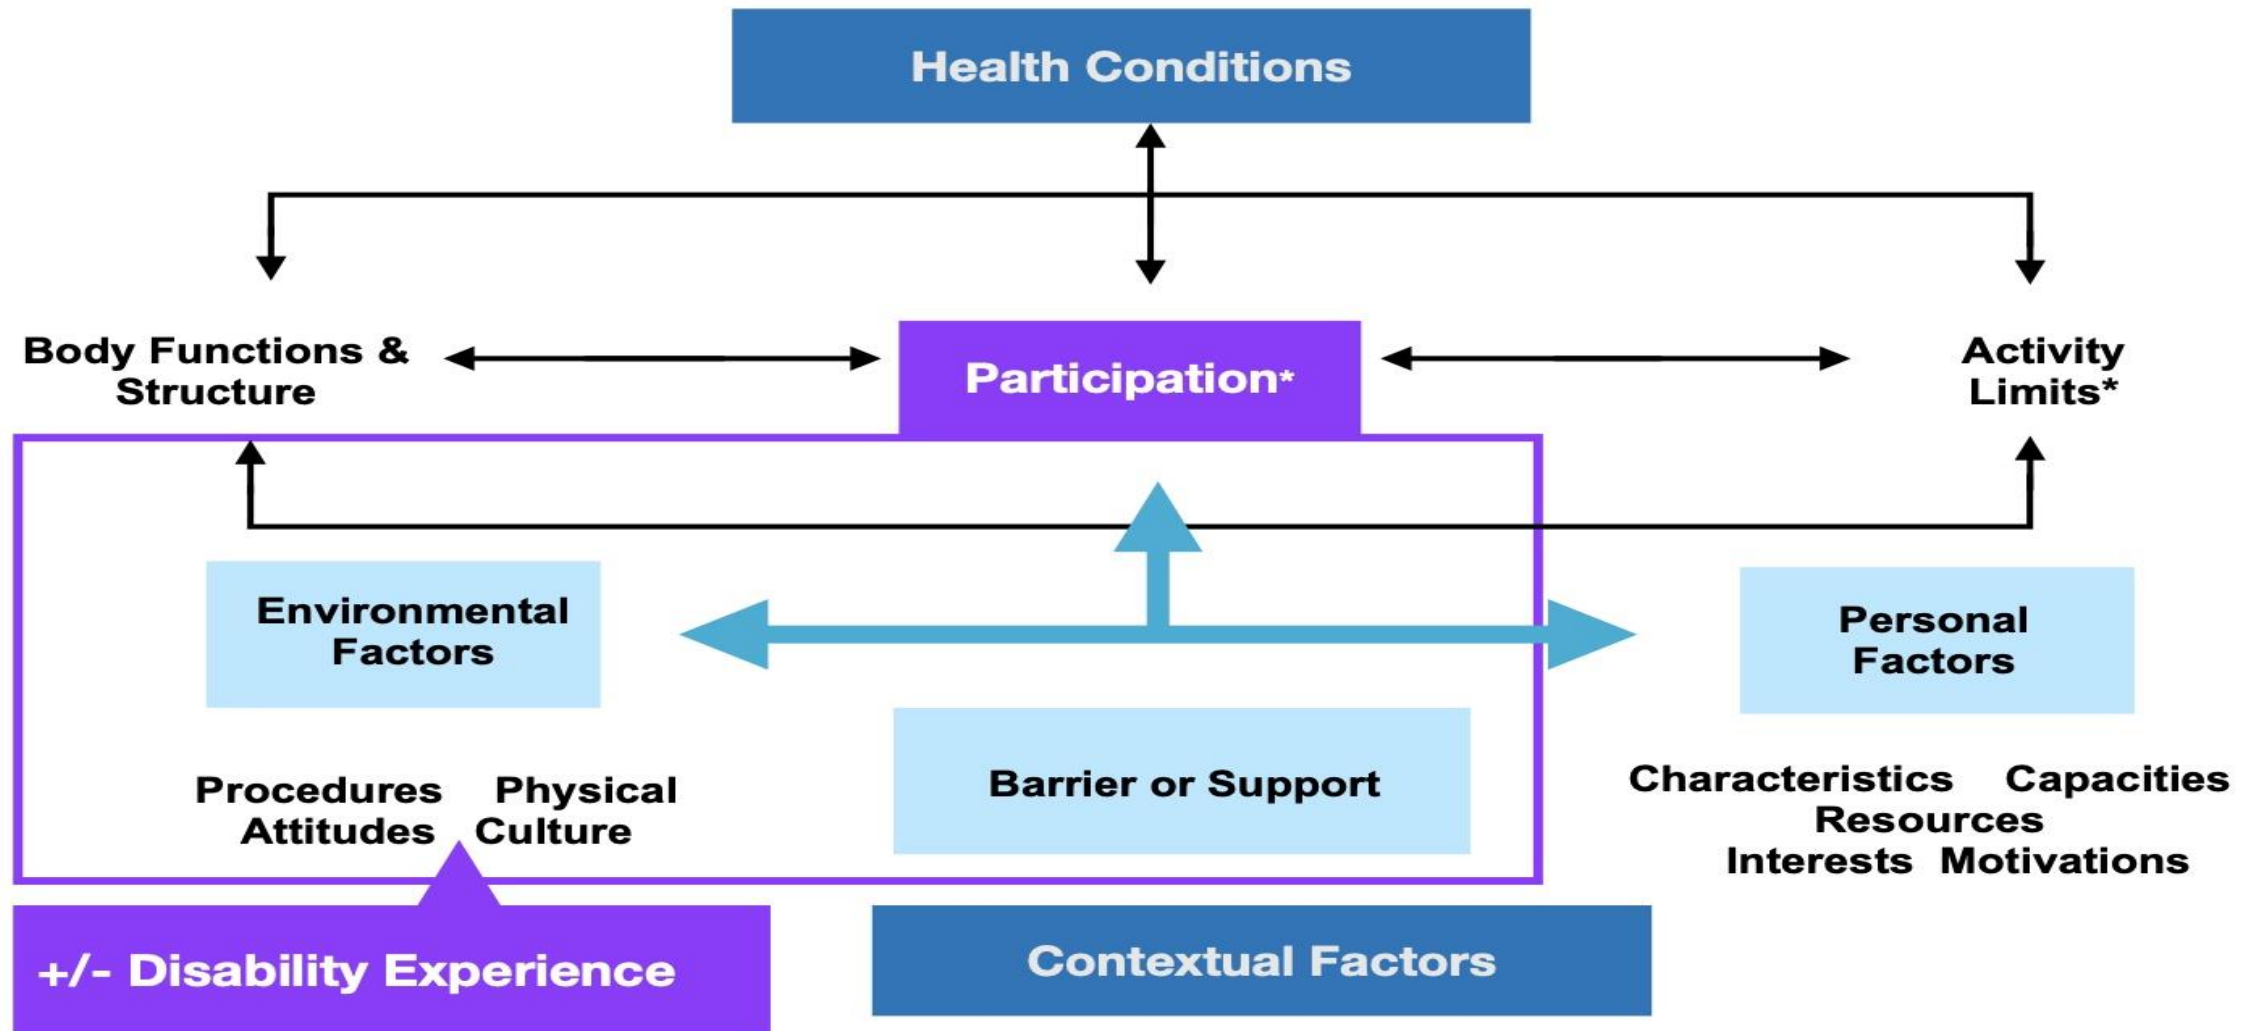 Health Conditions
Body Functions &
Structure
Participation*
Activity
Limits*
Environmental
Factors
Personal
Factors
Procedures Physical
Attitudes Culture
Barrier or Support
Characteristics Capacities
Resources
Interests Motivations
+/- Disability Experience
Contextual Factors